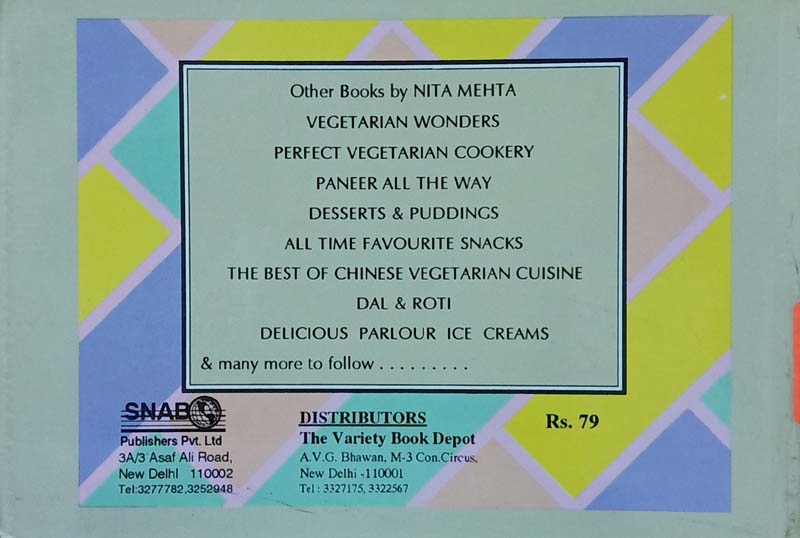 Other Books by NITA MEHTA
VEGETARIAN WONDERS
PERFECT VEGETARIAN COOKERY
PANEER ALL THE WAY
DESSERTS & PUDDINGS
ALL TIME FAVOURITE SNACKS
THE BEST OF CHINESE VEGETARIAN CUISINE
DAL & ROTI
DELICIOUS PARLOUR ICE CREAMS
& many more to follow . . . . . . . . .
SNAB
Publishers Pvt. Ltd
3A/3 Asaf Ali Road,
New Delhi 110002
Tel:3277782,3252948
DISTRIBUTORS
The Variety Book Depot
A.V.G. Bhawan, M-3 Con.Circus,
New Delhi -110001
Tel : 3327175, 3322567
Rs. 79